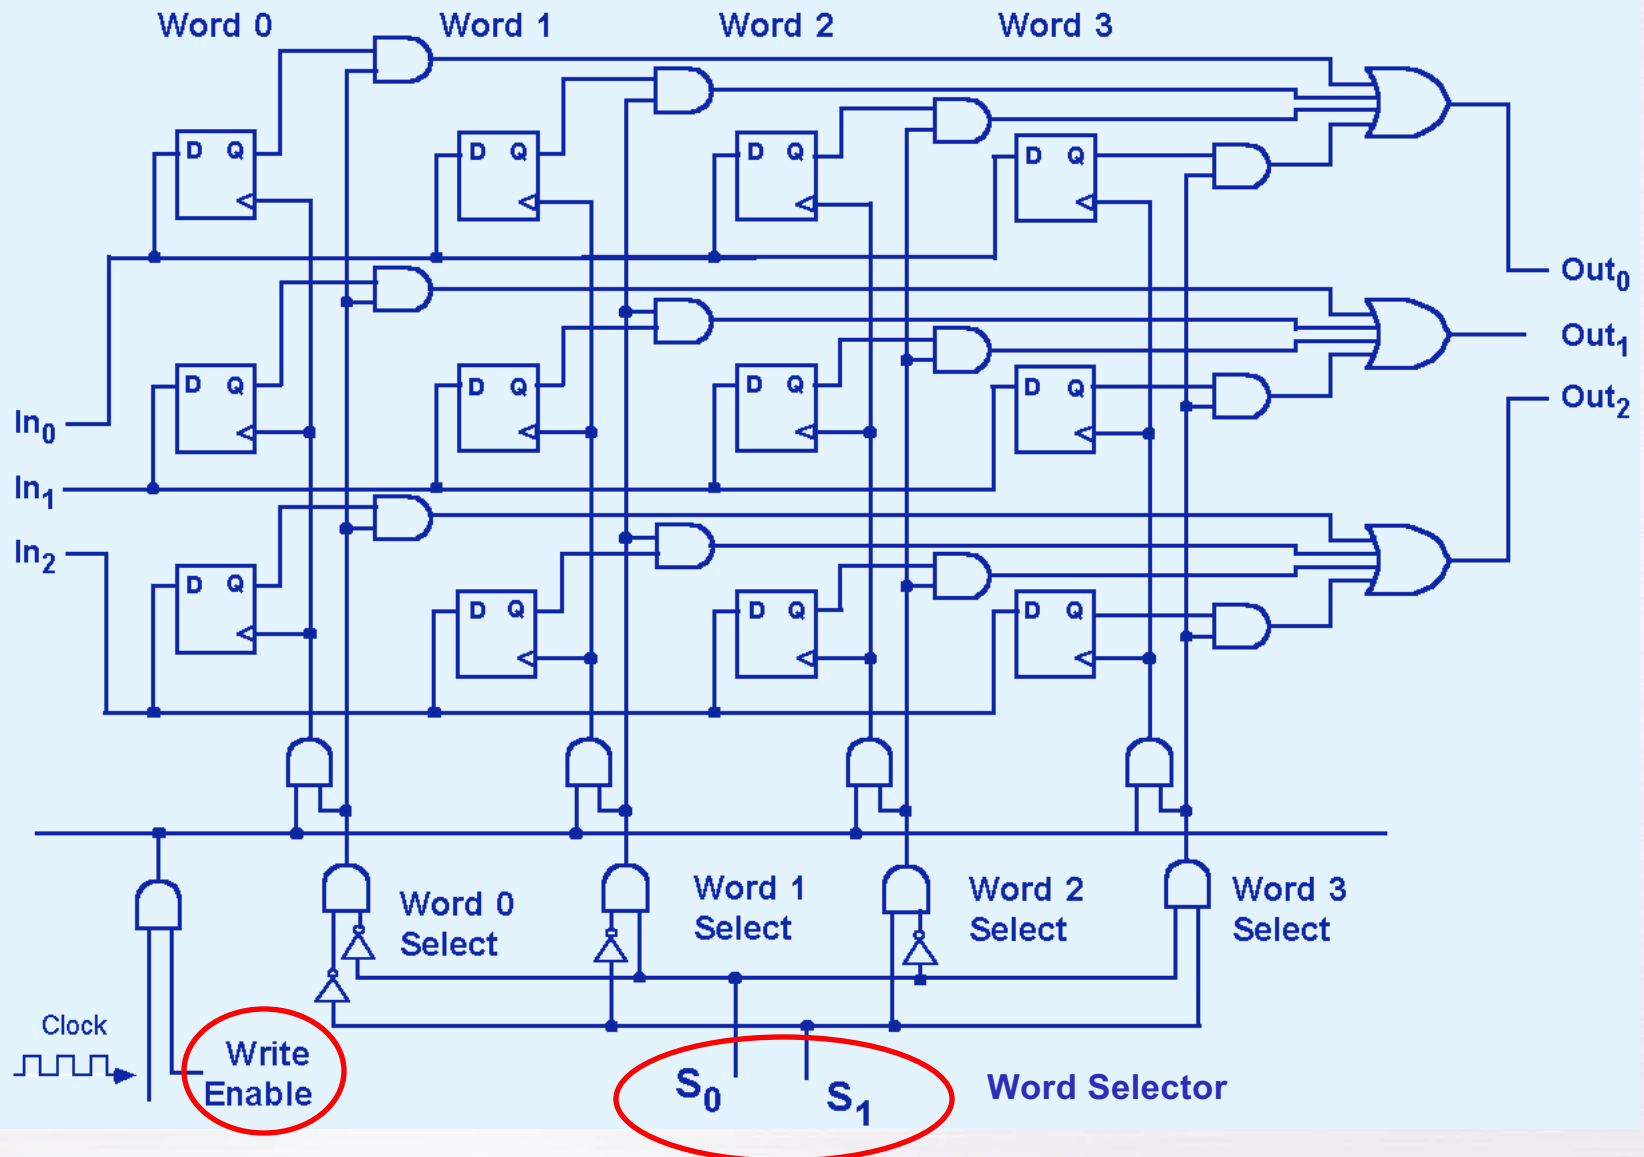 Word 0 Word 1 Word 2 Word 3
D Q D Q D Q D Q
Out₀
Out₁
D Q D Q D Q D Q
Out₂
In₀
In₁
In₂
D Q D Q D Q D Q
Word 0
Select
Word 1
Select
Word 2
Select
Word 3
Select
Clock
Write
Enable
S₀
S₁
Word Selector